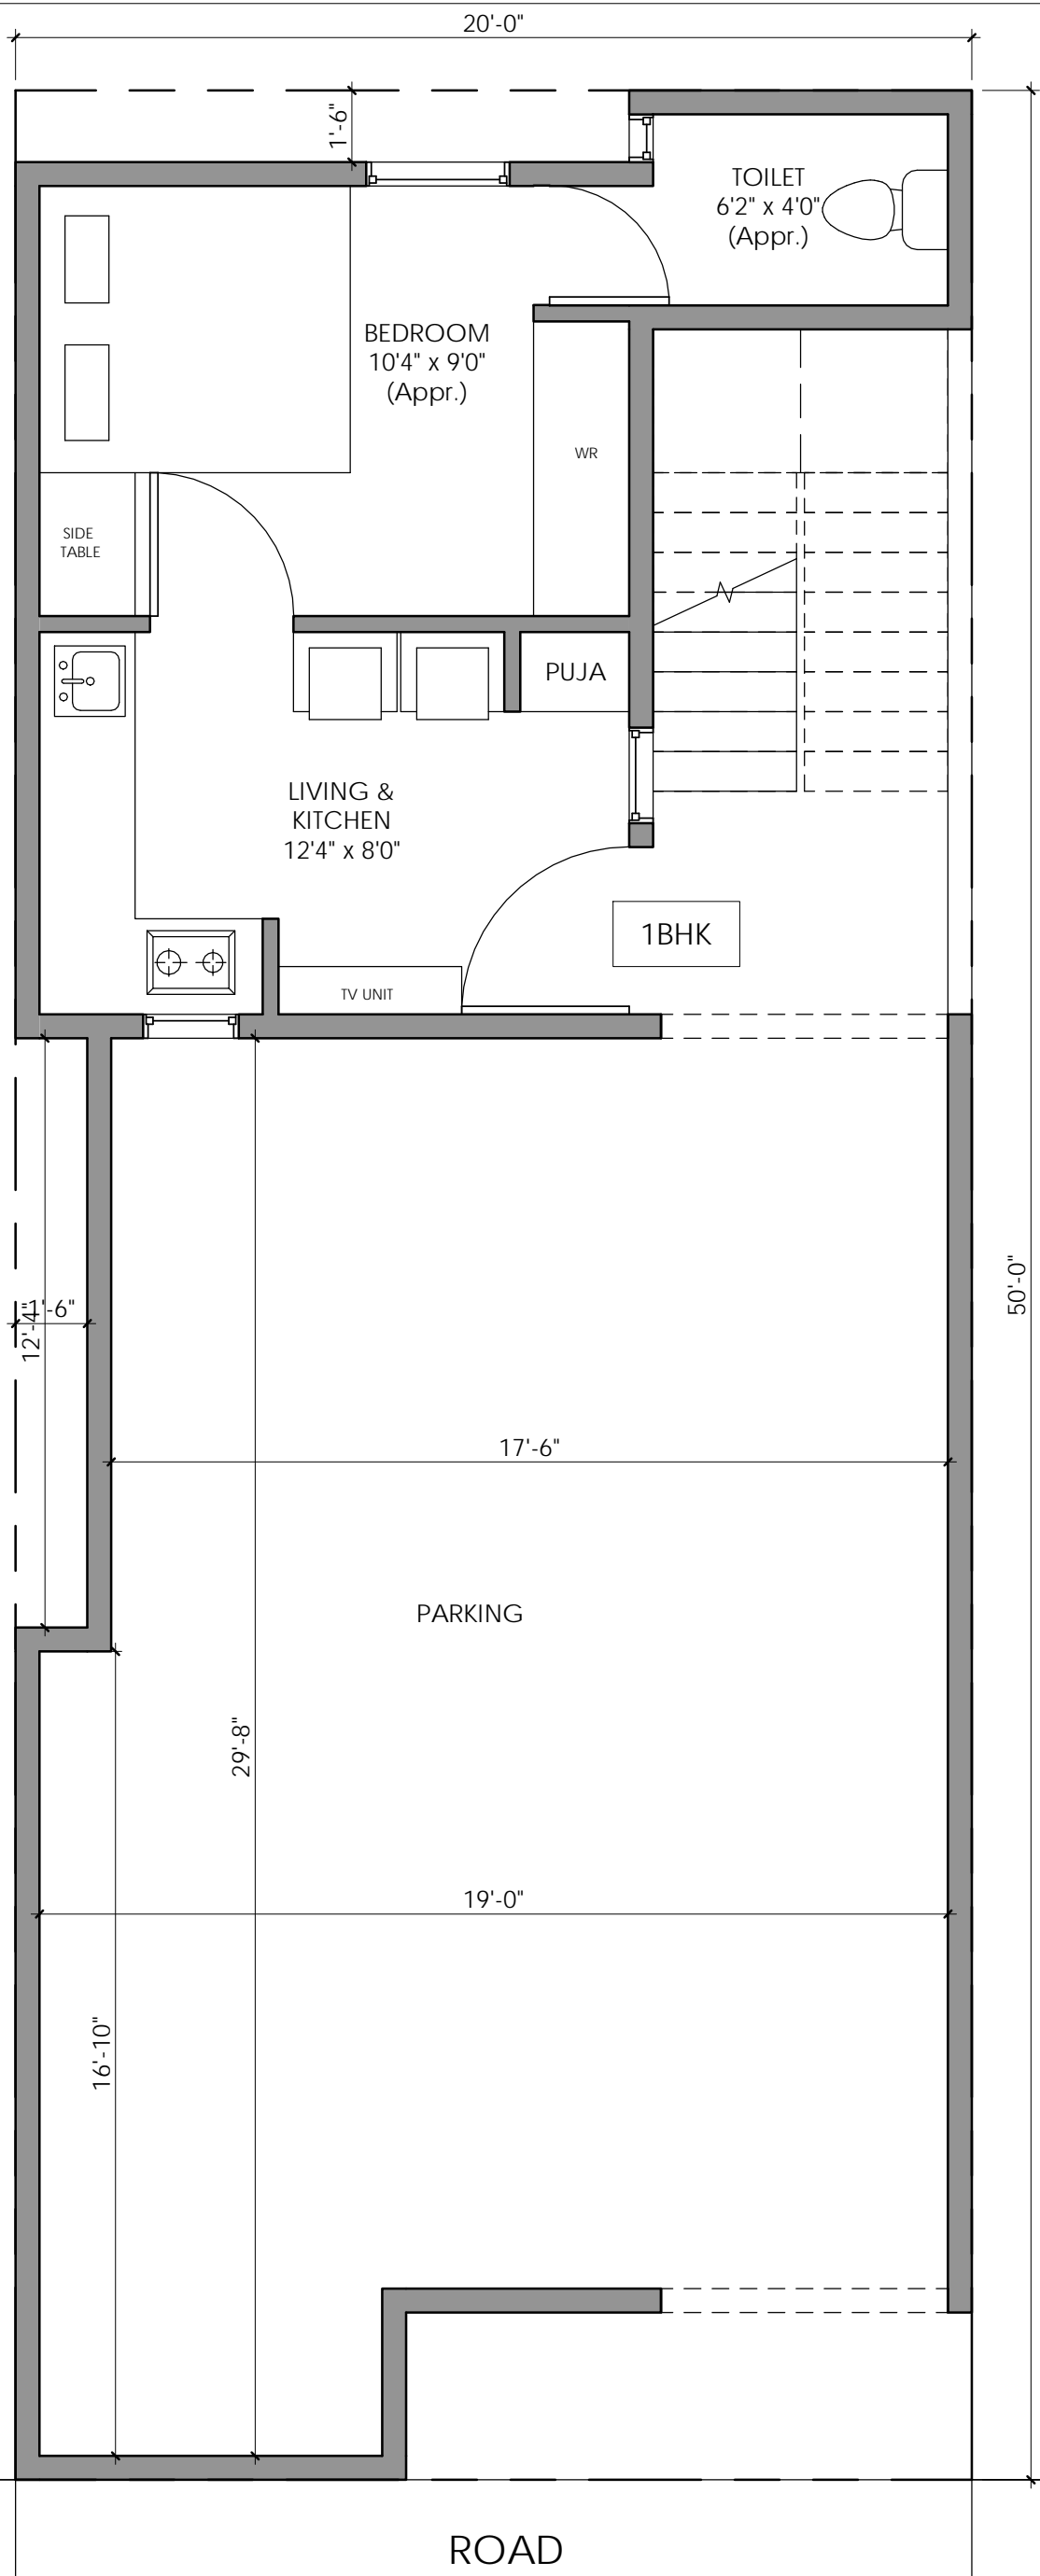 20'-0"
1'-6"
TOILET
6'2" x 4'0"
(Appr.)
BEDROOM
10'4" x 9'0"
(Appr.)
WR
SIDE
TABLE
PUJA
LIVING &
KITCHEN
12'4" x 8'0"
1BHK
TV UNIT
50'-0"
1'-6"
12'-4"
17'-6"
PARKING
29'-8"
19'-0"
16'-10"
ROAD